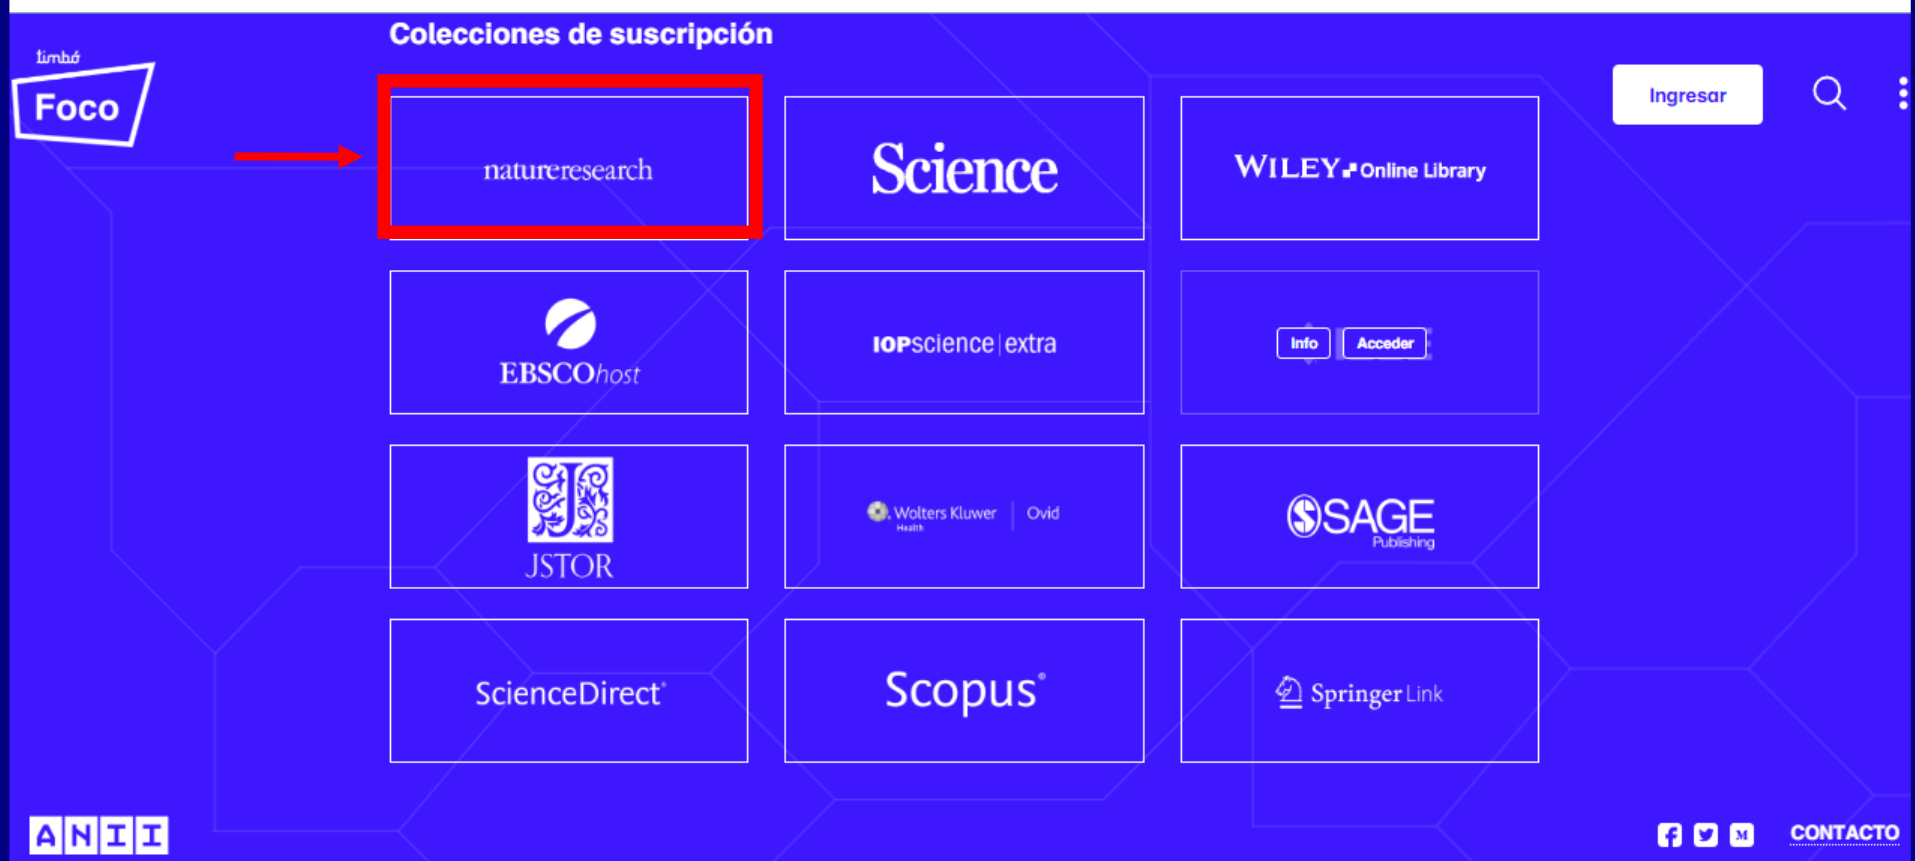 Colecciones de suscripción
timbó
Foco
Ingresar
natureresearch
Science
WILEY Online Library
EBSCOhost
IOPscience|extra
Info Acceder
JSTOR
Wolters Kluwer | Ovid
Health
SAGE
Publishing
ScienceDirect®
Scopus®
Springer Link
ANII
CONTACTO